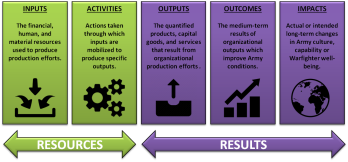 INPUTS
The financial,
human, and
material resources
used to produce
production efforts.
ACTIVITIES
Actions taken
through which
inputs are
mobilized to
produce specific
outputs.
OUTPUTS
The quantified
products, capital
goods, and services
that result from
organizational
production efforts.
OUTCOMES
The medium-term
results of
organizational
outputs which
improve Army
conditions.
IMPACTS
Actual or intended
long-term changes
in Army culture,
capability or
Warfighter well-
being.
RESOURCES
RESULTS